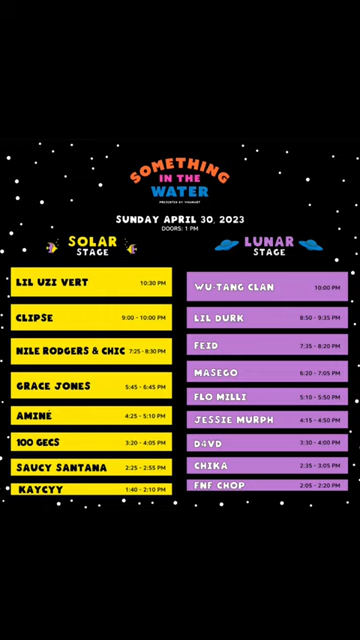 SOMETHING
IN THE
WATER
PRESENTED BY WALMART
SUNDAY APRIL 30, 2023
DOORS: 1 PM
SOLAR
STAGE
LIL UZI VERT 10:30 PM
CLIPSE 9:00 - 10:00 PM
NILE RODGERS & CHIC 7:25 - 8:30 PM
GRACE JONES 5:45 - 6:45 PM
AMINÉ 4:25 - 5:10 PM
100 GECS 3:20 - 4:05 PM
SAUCY SANTANA 2:25 - 2:55 PM
KAYCYY 1:40 - 2:10 PM
LUNAR
STAGE
WU-TANG CLAN 10:00 PM
LIL DURK 8:50 - 9:35 PM
FEID 7:35 - 8:20 PM
MASEGO 6:20 - 7:05 PM
FLO MILLI 5:10 - 5:50 PM
JESSIE MURPH 4:15 - 4:50 PM
D4VD 3:30 - 4:00 PM
CHIKA 2:35 - 3:05 PM
FNF CHOP 2:05 - 2:20 PM